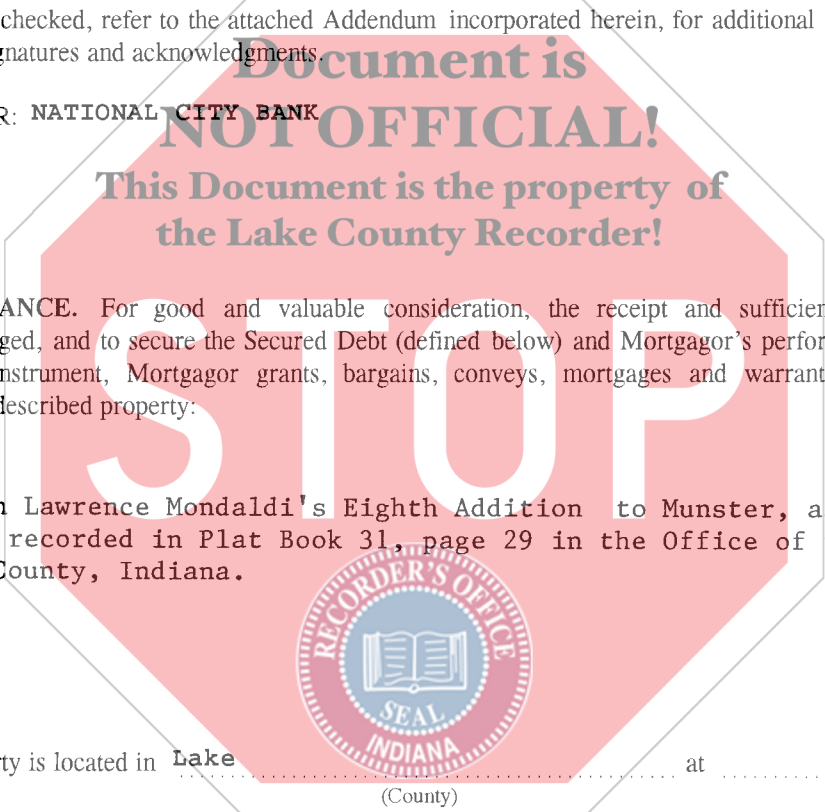 checked, refer to the attached Addendum incorporated herein, for additional
gnatures and acknowledgments.
Document is
R: NATIONAL CITY BANK
NOT OFFICIAL!
This Document is the property of
the Lake County Recorder!
ANCE. For good and valuable consideration, the receipt and sufficien
ged, and to secure the Secured Debt (defined below) and Mortgagor's perfor
nstrument, Mortgagor grants, bargains, conveys, mortgages and warrant
described property:
STOP
n Lawrence Mondaldi's Eighth Addition to Munster, a
recorded in Plat Book 31, page 29 in the Office of
County, Indiana.
RECORDER'S OFFICE
SEAL
INDIANA
ty is located in Lake at
(County)